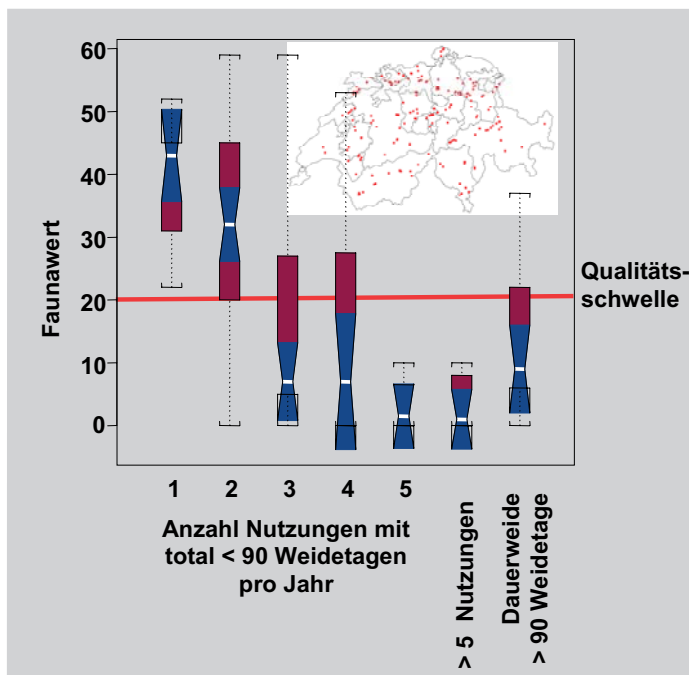 60
50
40
30
20
10
0
Faunawert
Qualitäts-
schwelle
1 2 3 4 5
Anzahl Nutzungen mit
total < 90 Weidetagen
pro Jahr
> 5 Nutzungen
Dauerweide
> 90 Weidetage